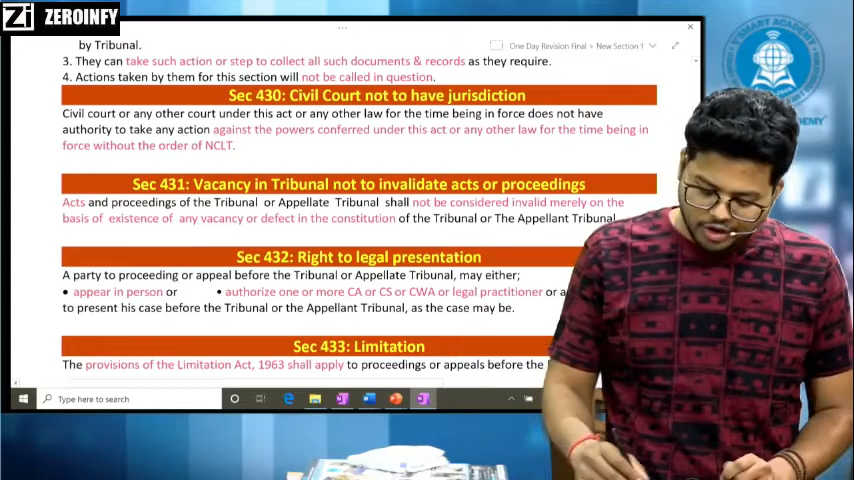 Zi ZEROINFY
by Tribunal.
One Day Revision Final > New Section 1
3. They can take such action or step to collect all such documents & records as they require.
4. Actions taken by them for this section will not be called in question.
Sec 430: Civil Court not to have jurisdiction
Civil court or any other court under this act or any other law for the time being in force does not have
authority to take any action against the powers conferred under this act or any other law for the time being in
force without the order of NCLT.
Sec 431: Vacancy in Tribunal not to invalidate acts or proceedings
Acts and proceedings of the Tribunal or Appellate Tribunal shall not be considered invalid merely on the
basis of existence of any vacancy or defect in the constitution of the Tribunal or The Appellant Tribunal
Sec 432: Right to legal presentation
A party to proceeding or appeal before the Tribunal or Appellate Tribunal, may either;
• appear in person or • authorize one or more CA or CS or CWA or legal practitioner or
to present his case before the Tribunal or the Appellant Tribunal, as the case may be.
Sec 433: Limitation
The provisions of the Limitation Act, 1963 shall apply to proceedings or appeals before the
Type here to search
V'SMART ACADEMY